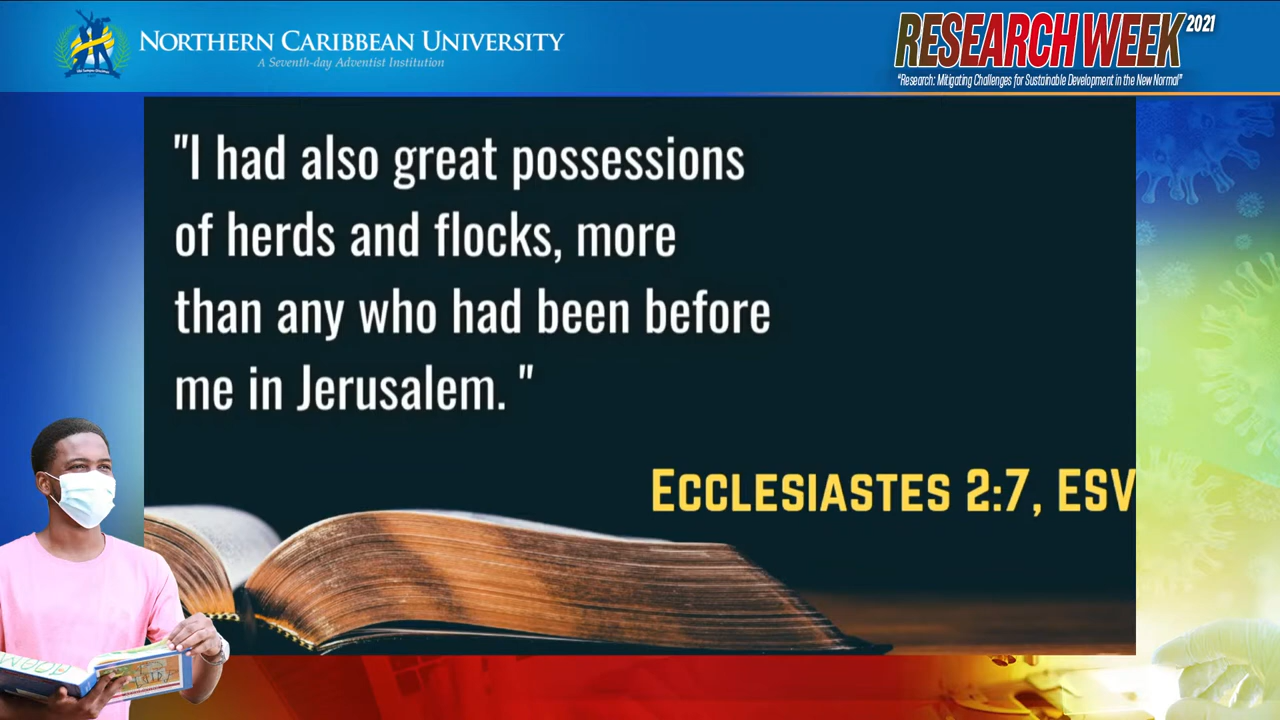 NORTHERN CARIBBEAN UNIVERSITY
A Seventh-day Adventist Institution
RESEARCH WEEK 2021
"Research: Mitigating Challenges for Sustainable Development in the New Normal"
"I had also great possessions
of herds and flocks, more
than any who had been before
me in Jerusalem. "
ECCLESIASTES 2:7, ESV